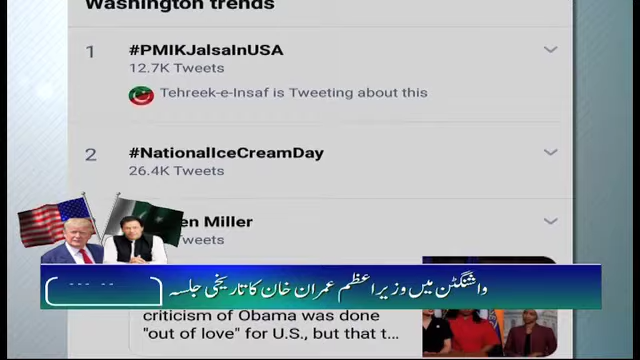 Washington trends
1
#PMIKJalsaInUSA
12.7K Tweets
Tehreek-e-Insaf is Tweeting about this
2
#NationalIceCreamDay
26.4K Tweets
Miller
Tweets
واشنگٹن میں وزیراعظم عمران خان کا تاریخی جلسہ
criticism of Obama was done
"out of love" for U.S., but that t...